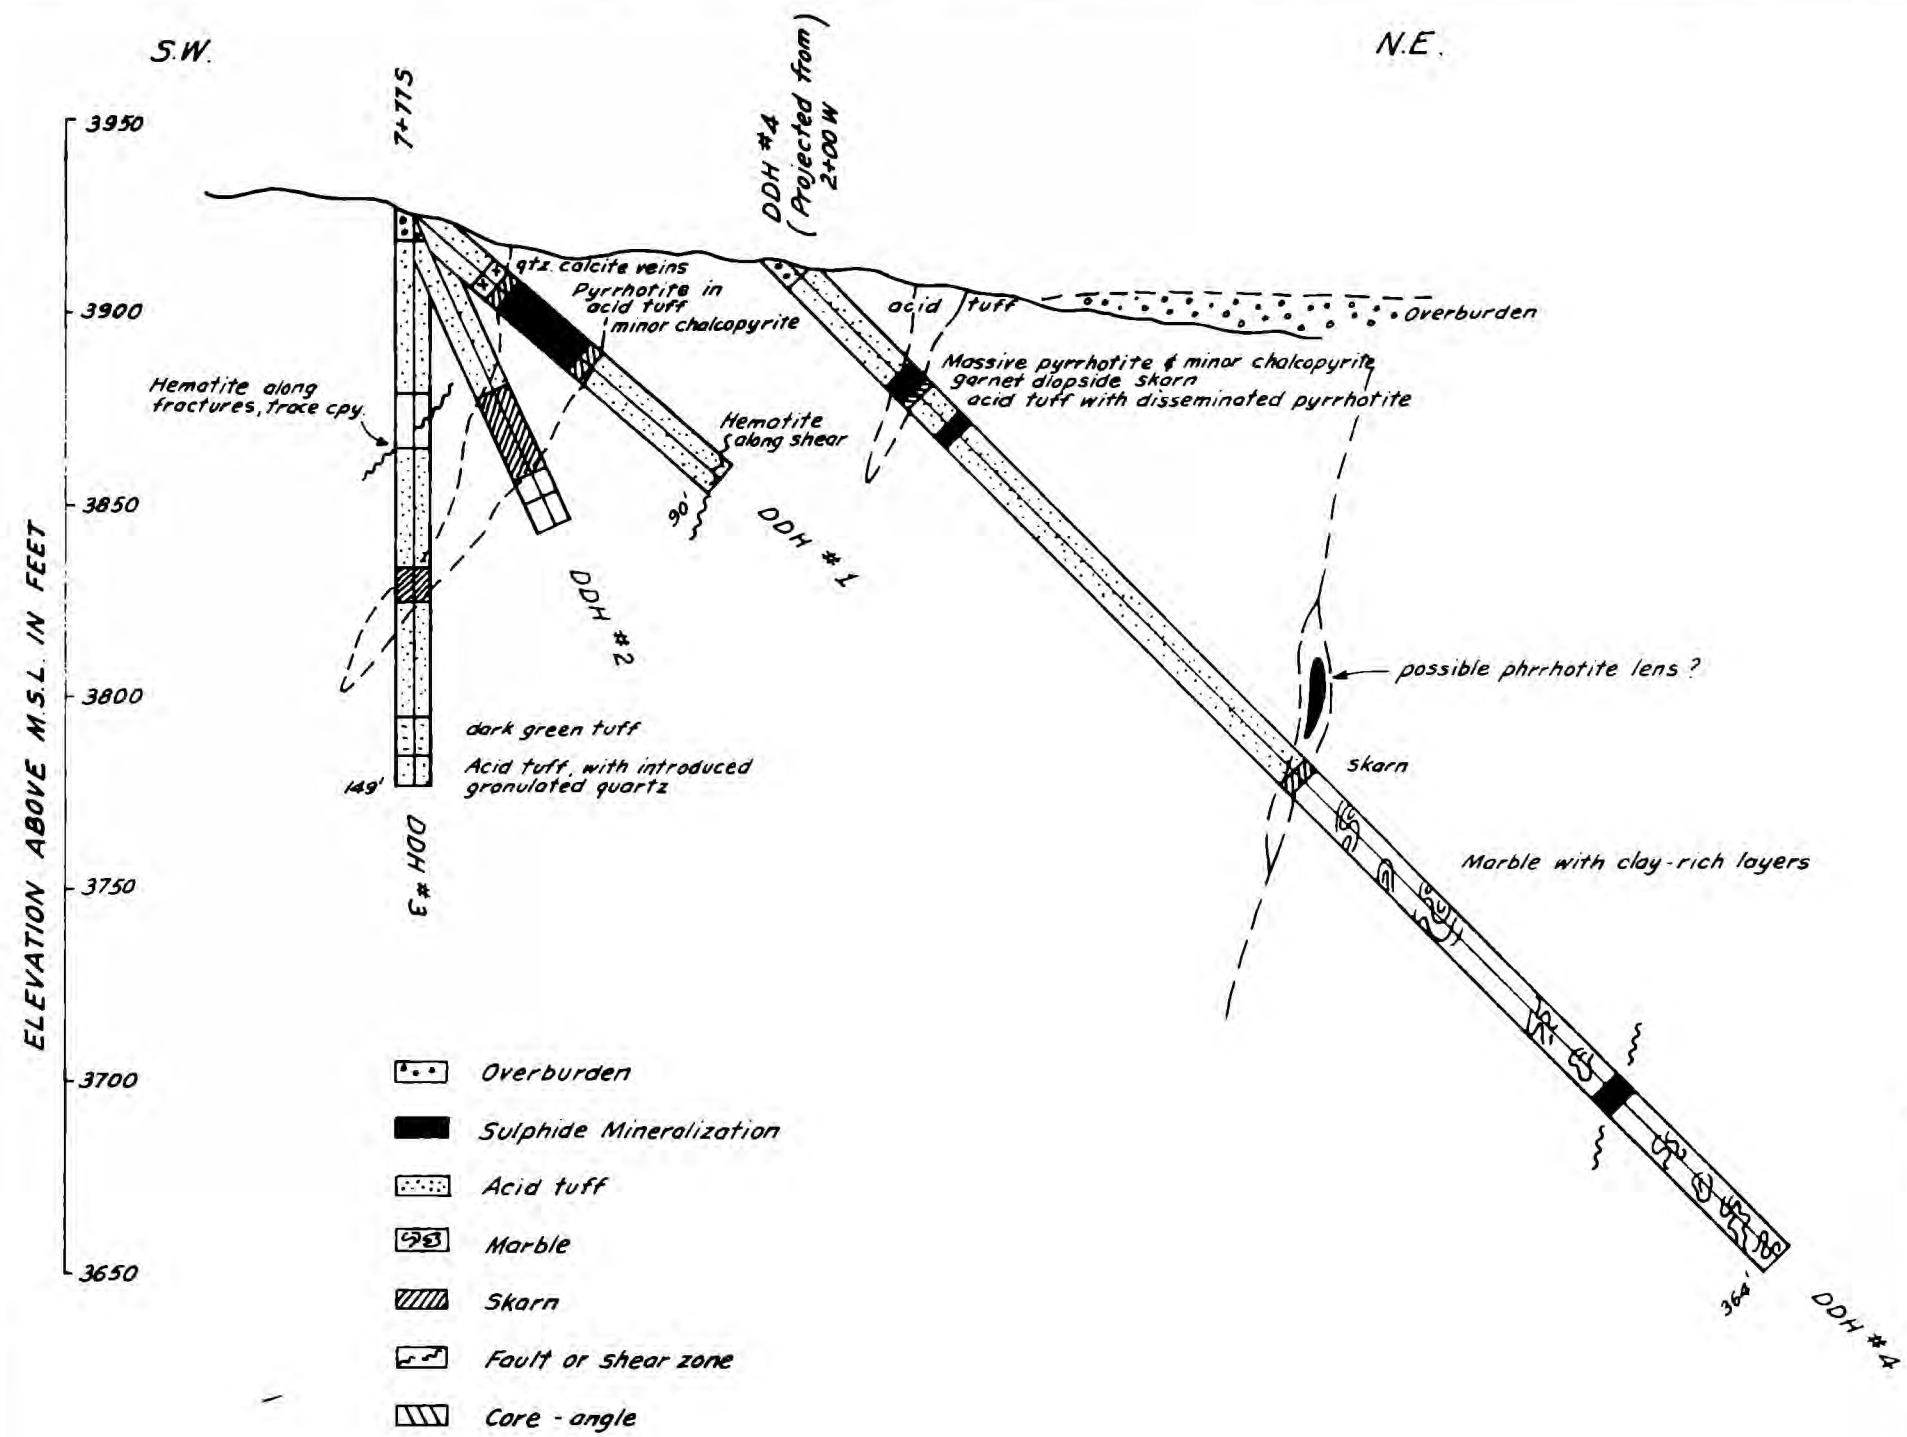 S.W.
N.E.
7+77S
DDH #4
(Projected from)
2+00W
3950
3900
3850
3800
3750
3700
3650
ELEVATION ABOVE M.S.L. IN FEET
qtz. calcite veins
Pyrrhotite in
acid tuff
minor chalcopyrite
acid tuff
Overburden
Massive pyrrhotite & minor chalcopyrite
garnet diopside skarn
acid tuff with disseminated pyrrhotite
Hematite along
fractures, trace cpy.
Hematite
along shear
90'
DDH #1
DDH #2
possible phrrhotite lens ?
dark green tuff
Acid tuff, with introduced
granulated quartz
149'
DDH #3
skarn
Marble with clay-rich layers
364'
DDH #4
Overburden
Sulphide Mineralization
Acid tuff
Marble
Skarn
Fault or shear zone
Core - angle